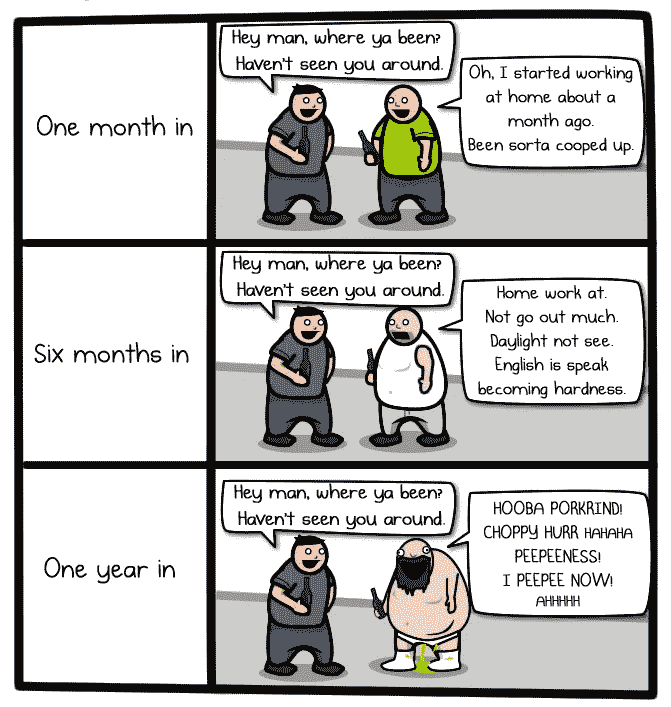 One month in
Hey man, where ya been?
Haven't seen you around.
Oh, I started working
at home about a
month ago.
Been sorta cooped up.
Six months in
Hey man, where ya been?
Haven't seen you around.
Home work at.
Not go out much.
Daylight not see.
English is speak
becoming hardness.
One year in
Hey man, where ya been?
Haven't seen you around.
HOOBA PORKRIND!
CHOPPY HURR HAHAHA
PEEPEENESS!
I PEEPEE NOW!
AHHHHH